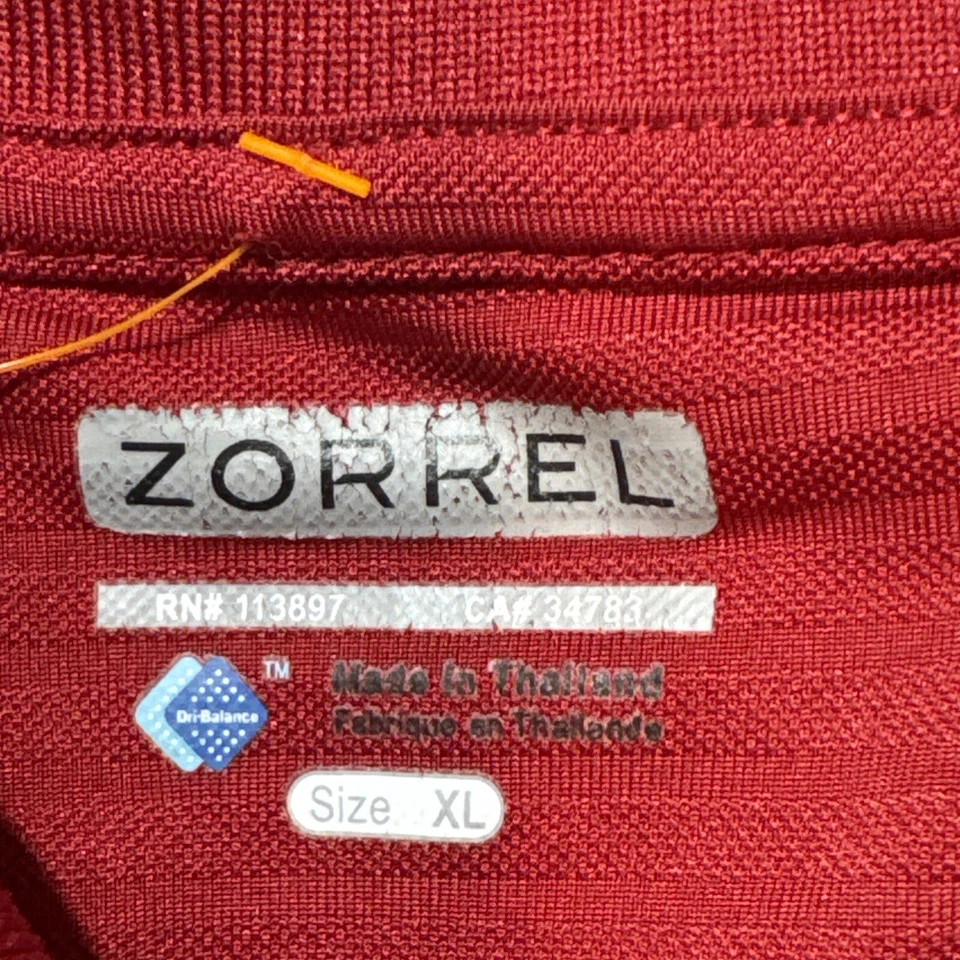 ZORREL
RN# 113897 CA# 34783
Dri-Balance TM
Made in Thailand
Fabrique en Thailande
Size XL